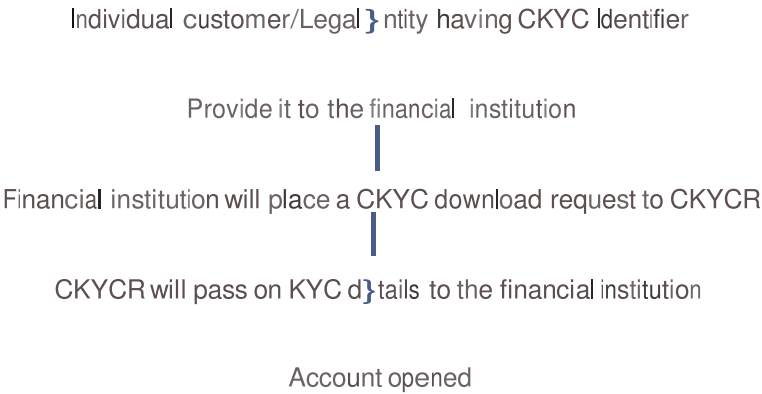 Individual customer/Legal } ntity having CKYC Identifier
Provide it to the financial institution
Financial institution will place a CKYC download request to CKYCR
CKYCR will pass on KYC d}tails to the financial institution
Account opened